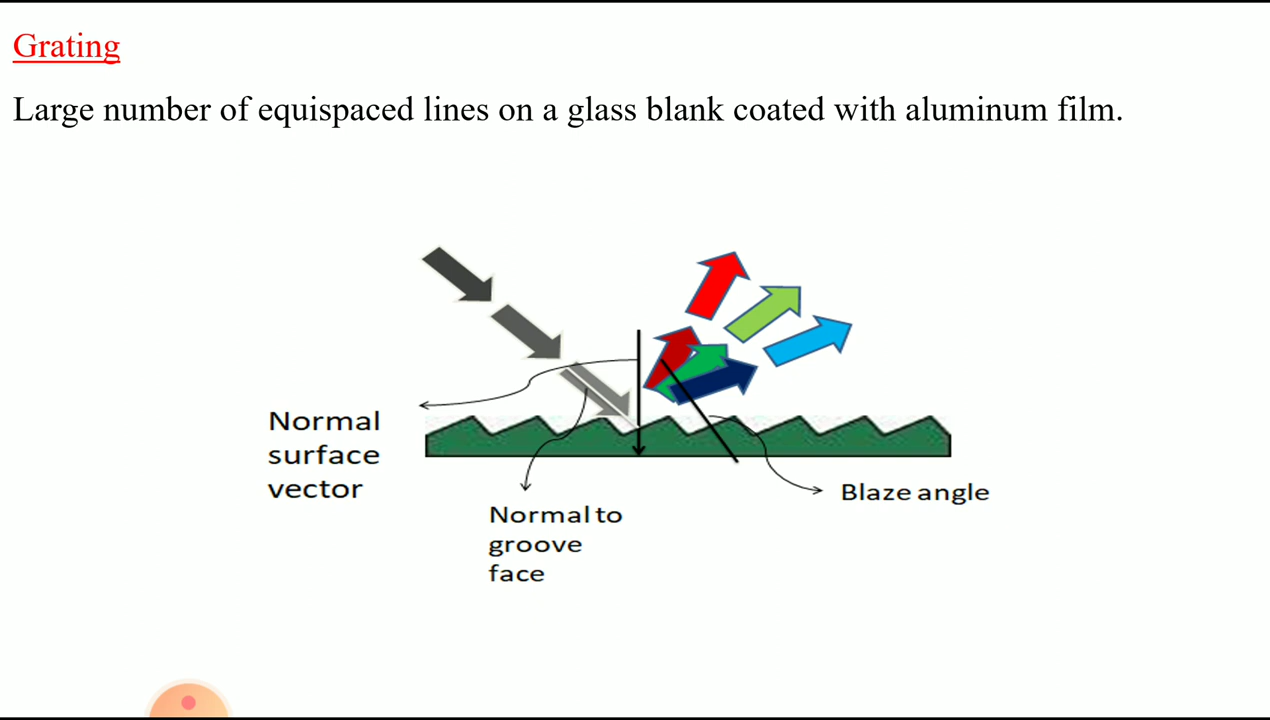 Grating
Large number of equispaced lines on a glass blank coated with aluminum film.
Normal
surface
vector
Normal to
groove
face
Blaze angle